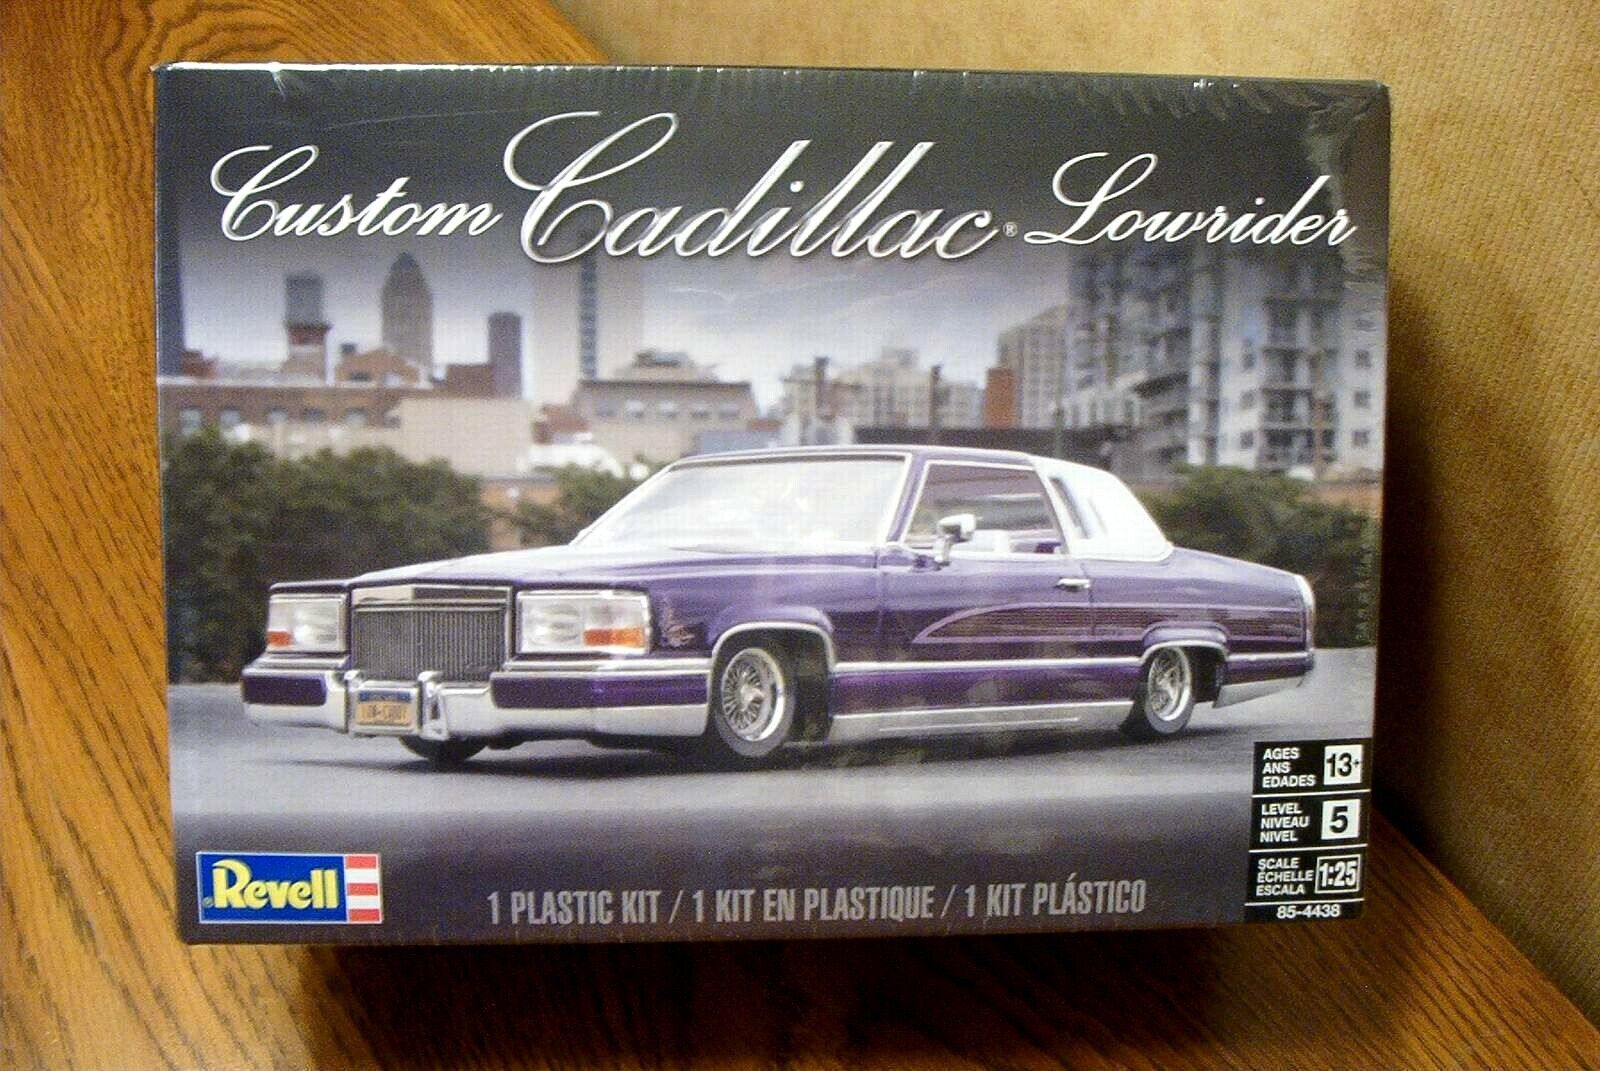 Custom Cadillac® Lowrider
AGES
ANS
EDADES
13+
LEVEL
NIVEAU
NIVEL
5
SCALE
ÉCHELLE
ESCALA
1:25
85-4438
®Revell
1 PLASTIC KIT / 1 KIT EN PLASTIQUE / 1 KIT PLÁSTICO